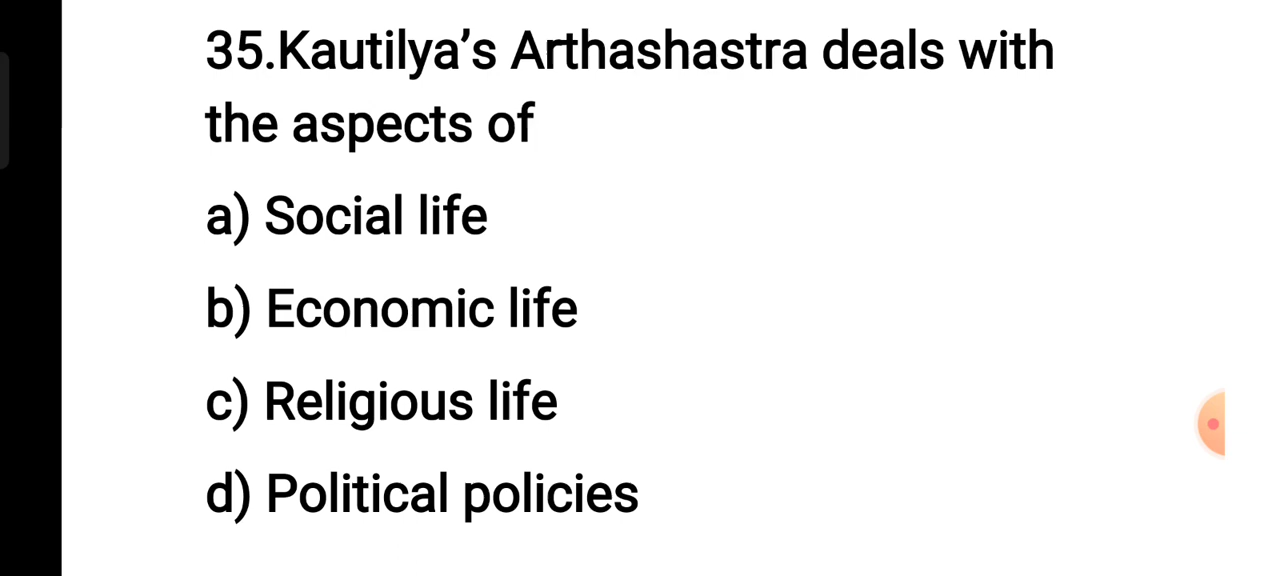 35.Kautilya’s Arthashastra deals with
the aspects of
a) Social life
b) Economic life
c) Religious life
d) Political policies